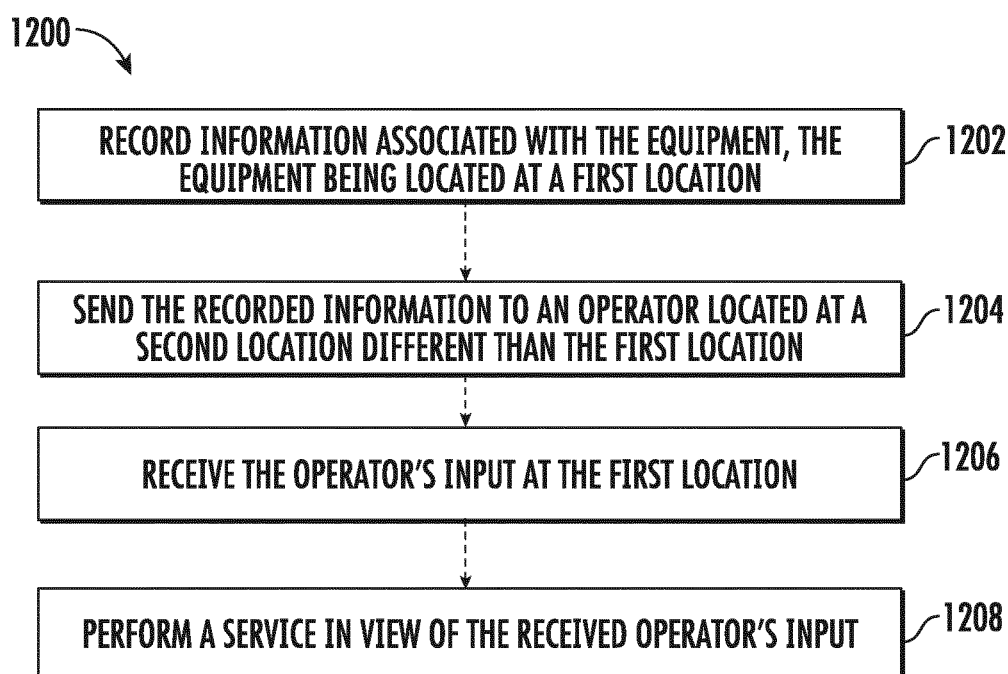 1200
RECORD INFORMATION ASSOCIATED WITH THE EQUIPMENT, THE
EQUIPMENT BEING LOCATED AT A FIRST LOCATION
1202
SEND THE RECORDED INFORMATION TO AN OPERATOR LOCATED AT A
SECOND LOCATION DIFFERENT THAN THE FIRST LOCATION
1204
RECEIVE THE OPERATOR'S INPUT AT THE FIRST LOCATION
1206
PERFORM A SERVICE IN VIEW OF THE RECEIVED OPERATOR'S INPUT
1208